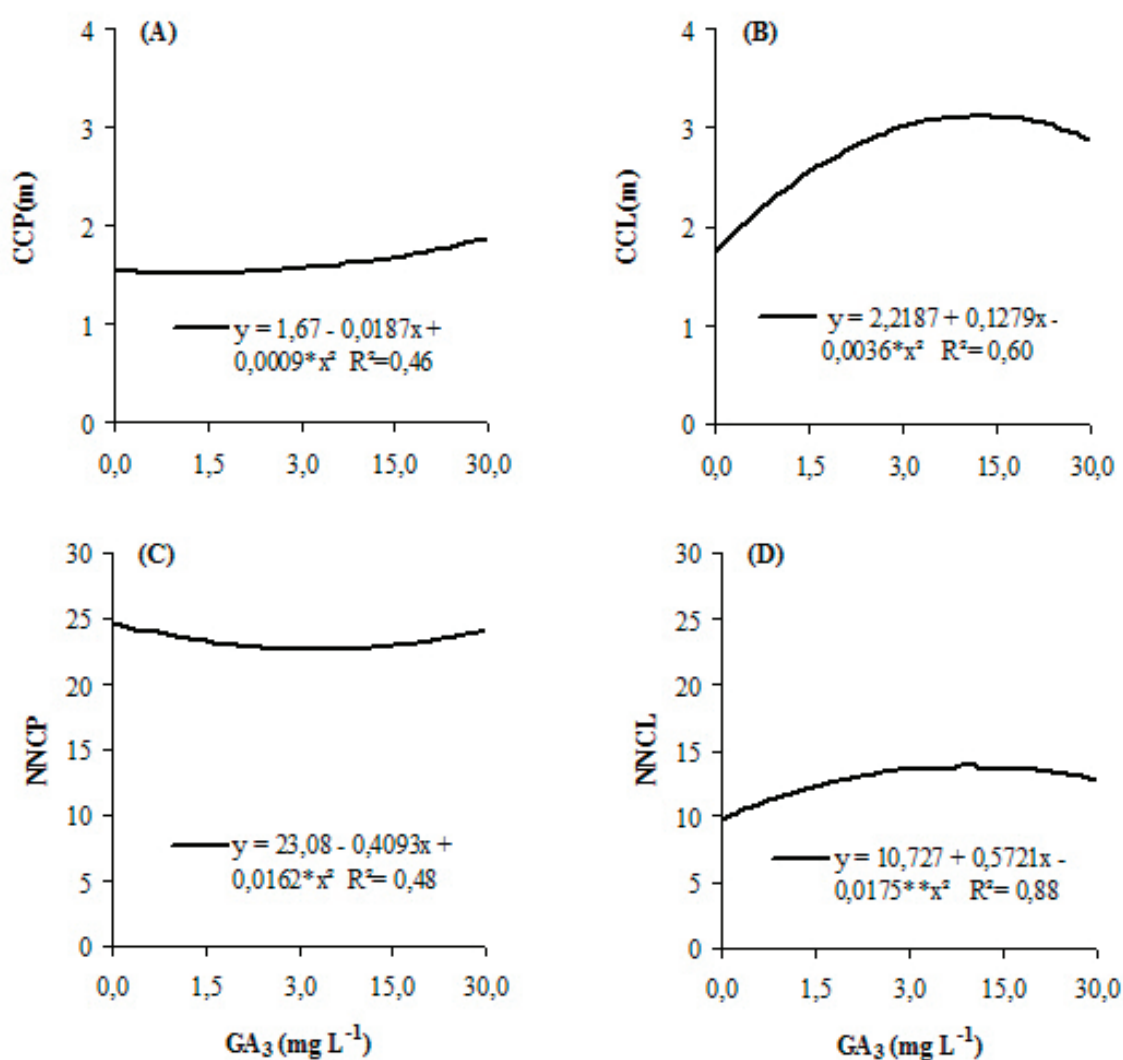 (A)
4
3
2
1
0
CCP(m)
y = 1,67 - 0,0187x +
0,0009*x² R²=0,46
0,0 1,5 3,0 15,0 30,0
(B)
4
3
2
1
0
CCL(m)
y = 2,2187 + 0,1279x -
0,0036*x² R²= 0,60
0,0 1,5 3,0 15,0 30,0
(C)
30
25
20
15
10
5
0
NNCP
y = 23,08 - 0,4093x +
0,0162*x² R²= 0,48
0,0 1,5 3,0 15,0 30,0
GA₃ (mg L⁻¹)
(D)
30
25
20
15
10
5
0
NNCL
y = 10,727 + 0,5721x -
0,0175**x² R²= 0,88
0,0 1,5 3,0 15,0 30,0
GA₃ (mg L⁻¹)